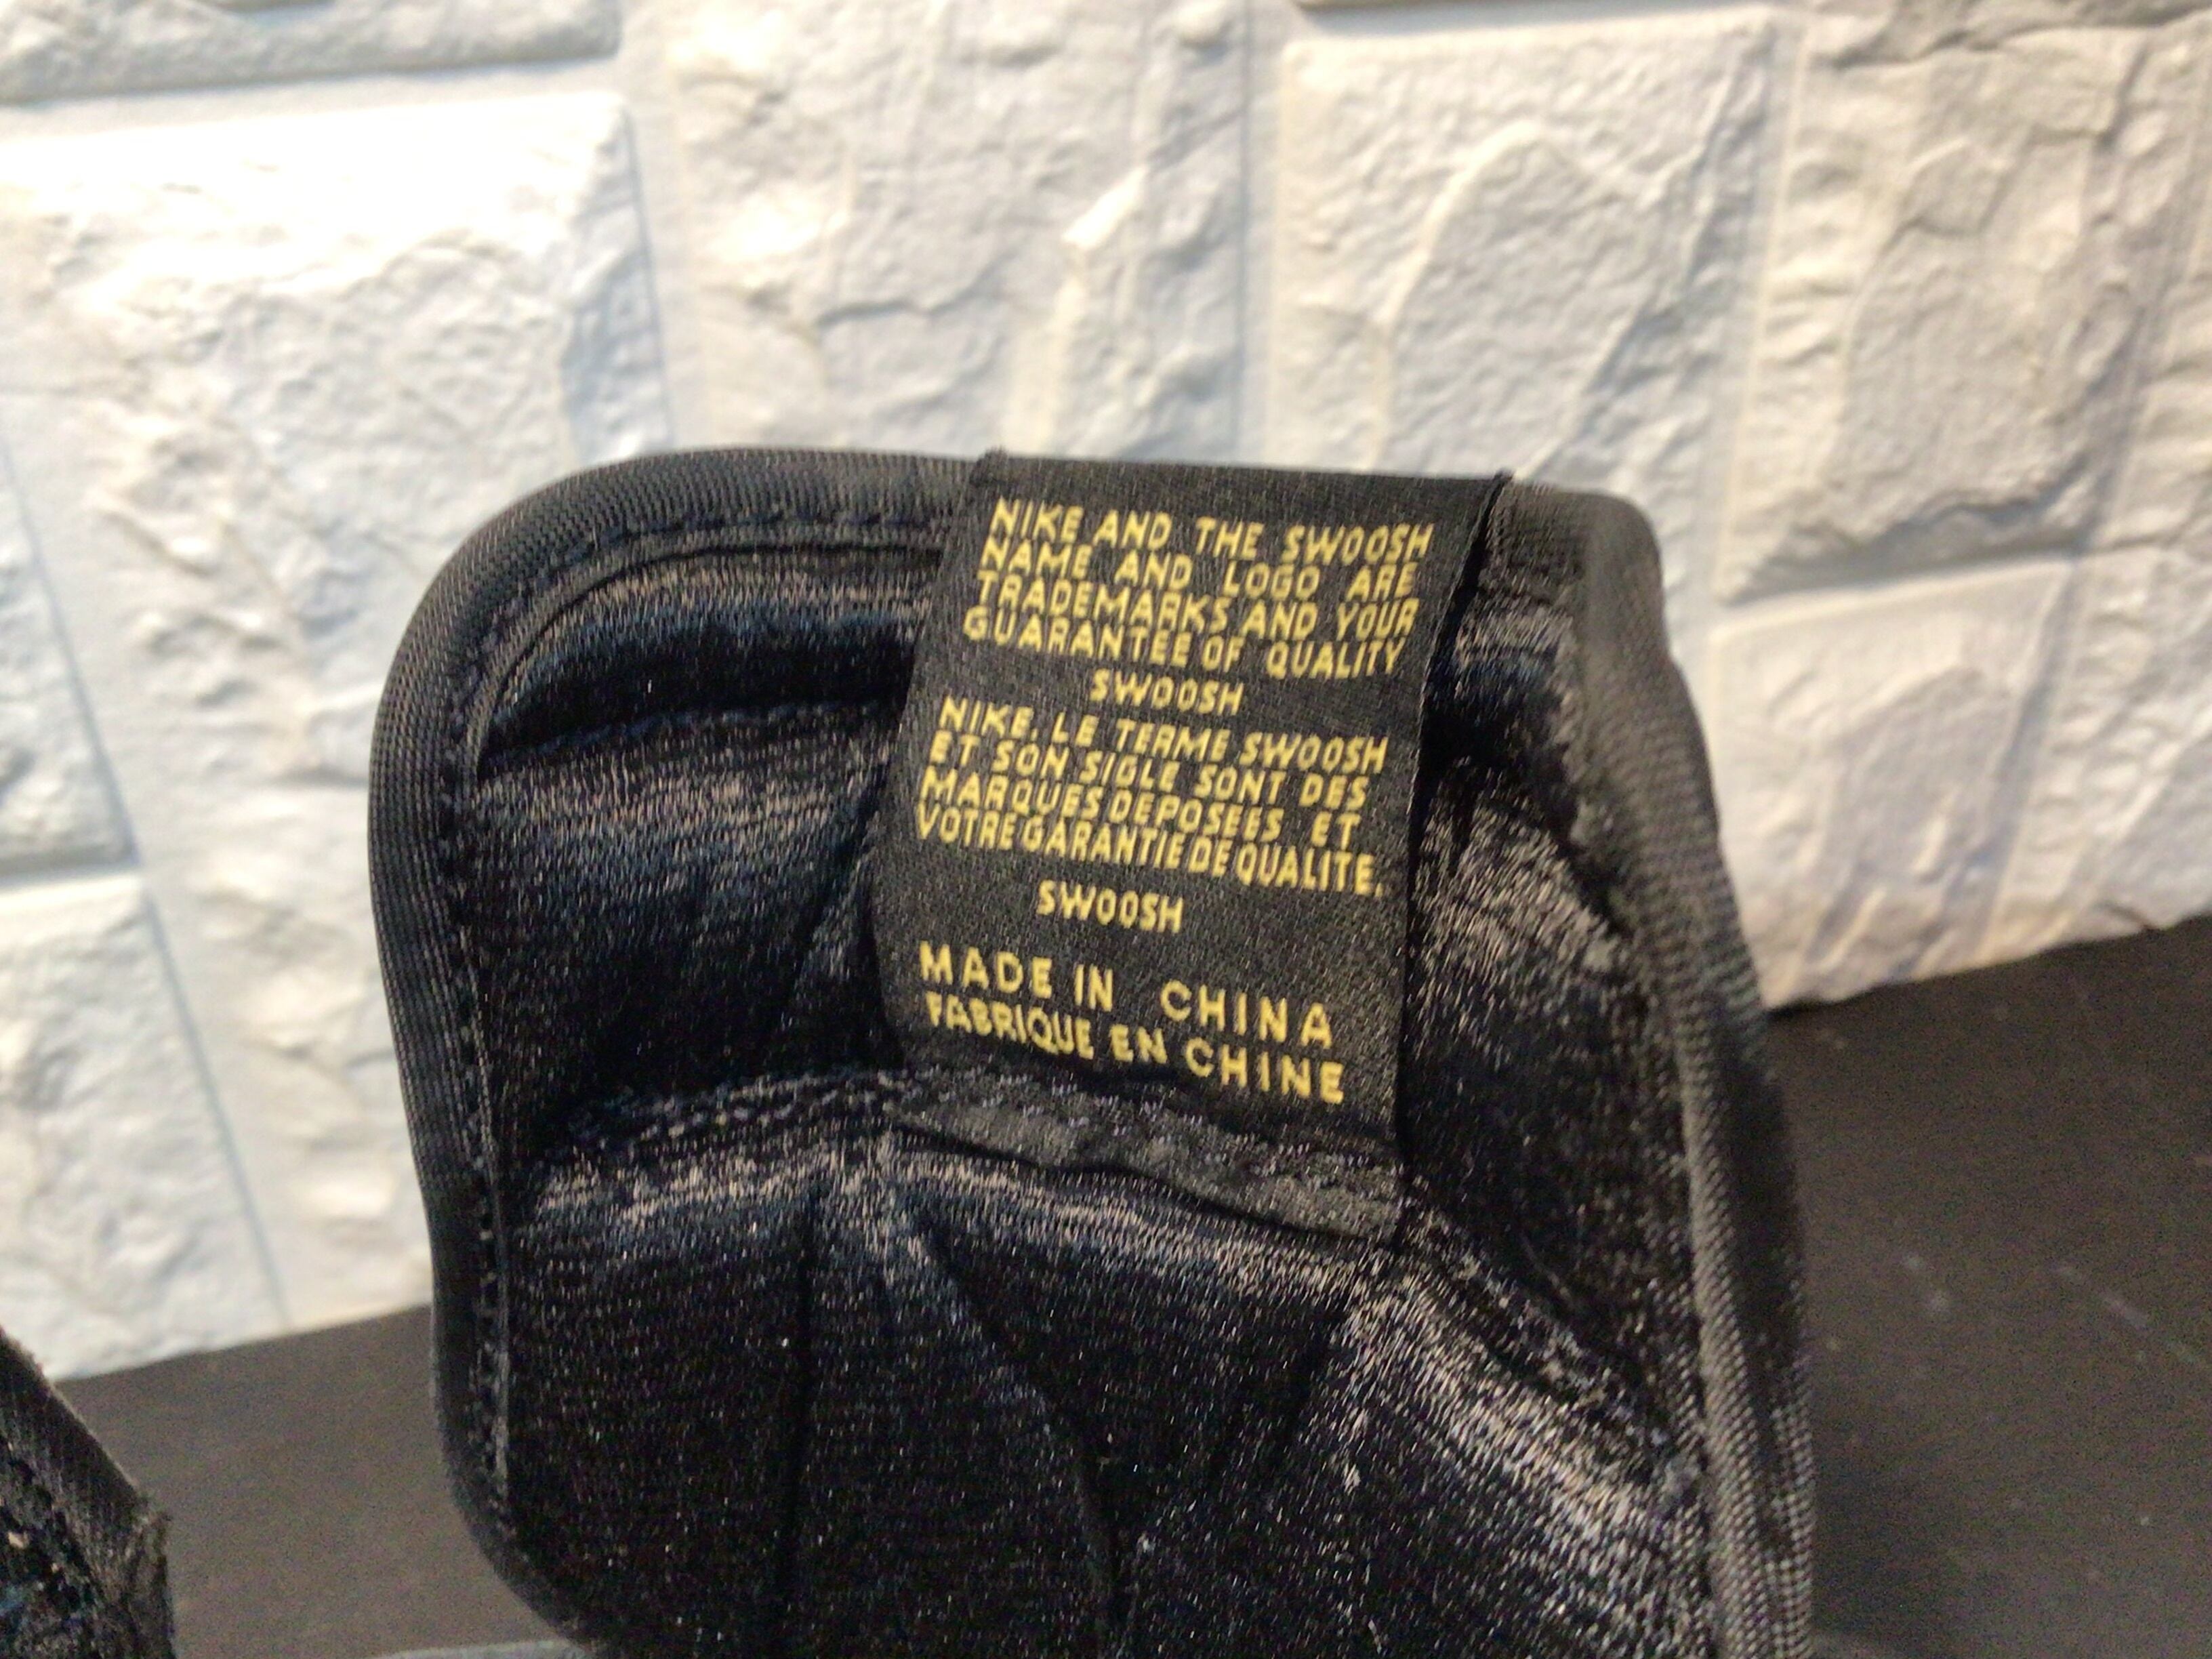 NIKE AND THE SWOOSH
NAME AND LOGO ARE
TRADEMARKS AND YOUR
GUARANTEE OF QUALITY
SWOOSH
NIKE, LE TERME SWOOSH
ET SON SIGLE SONT DES
MARQUES DEPOSEES ET
VOTRE GARANTIE DE QUALITE.
SWOOSH
MADE IN CHINA
FABRIQUE EN CHINE